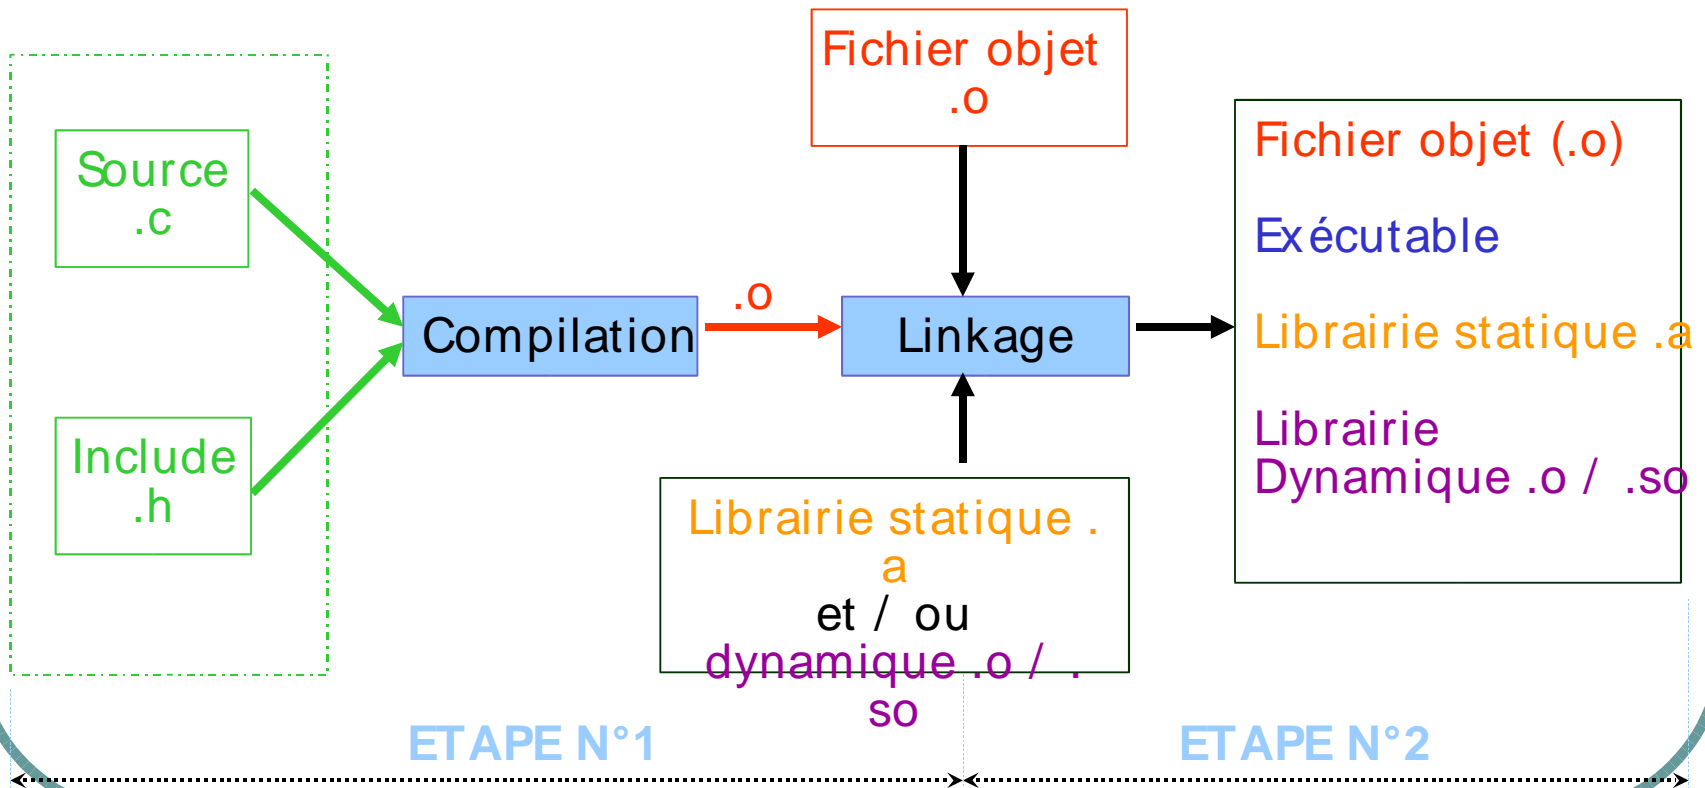 Fichier objet
.o
Source
.c
Include
.h
Compilation
.o
Linkage
Librairie statique .
a
et / ou
dynamique .o / .
so
Fichier objet (.o)
Exécutable
Librairie statique .a
Librairie
Dynamique .o / .so
ETAPE N°1
ETAPE N°2